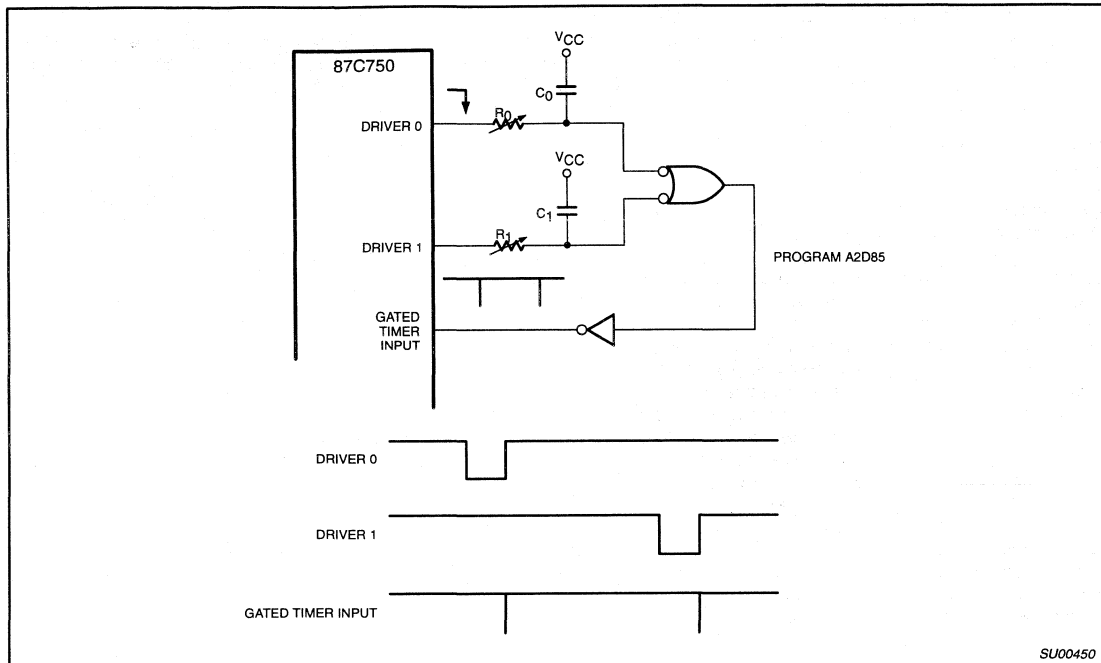 87C750
VCC
C0
DRIVER 0
R0
VCC
C1
DRIVER 1
R1
PROGRAM A2D85
GATED
TIMER
INPUT
DRIVER 0
DRIVER 1
GATED TIMER INPUT
SU00450